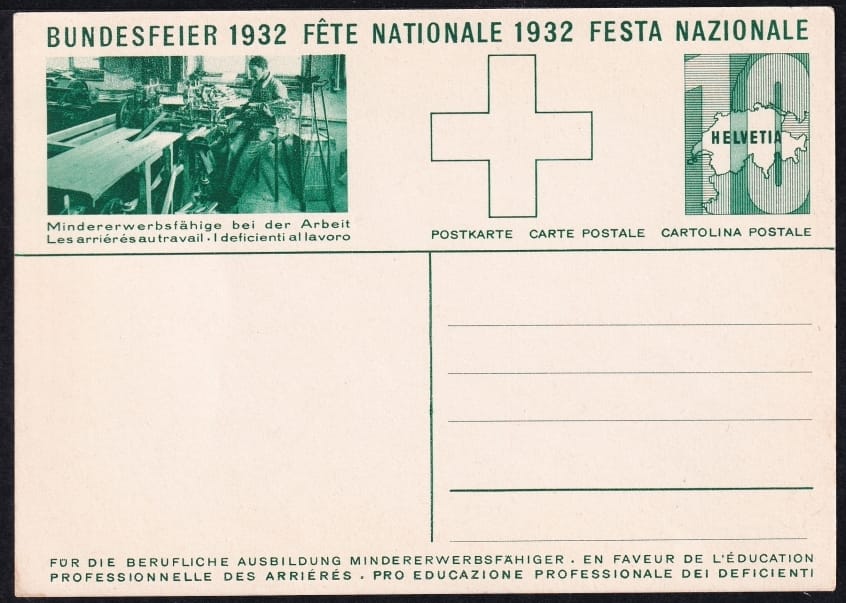 BUNDESFEIER 1932 FÊTE NATIONALE 1932 FESTA NAZIONALE
10
HELVETIA
Mindererwerbsfähige bei der Arbeit
Les arriérés au travail · I deficienti al lavoro
POSTKARTE CARTE POSTALE CARTOLINA POSTALE
FÜR DIE BERUFLICHE AUSBILDUNG MINDERERWERBSFÄHIGER · EN FAVEUR DE L'ÉDUCATION
PROFESSIONNELLE DES ARRIÉRÉS · PRO EDUCAZIONE PROFESSIONALE DEI DEFICIENTI